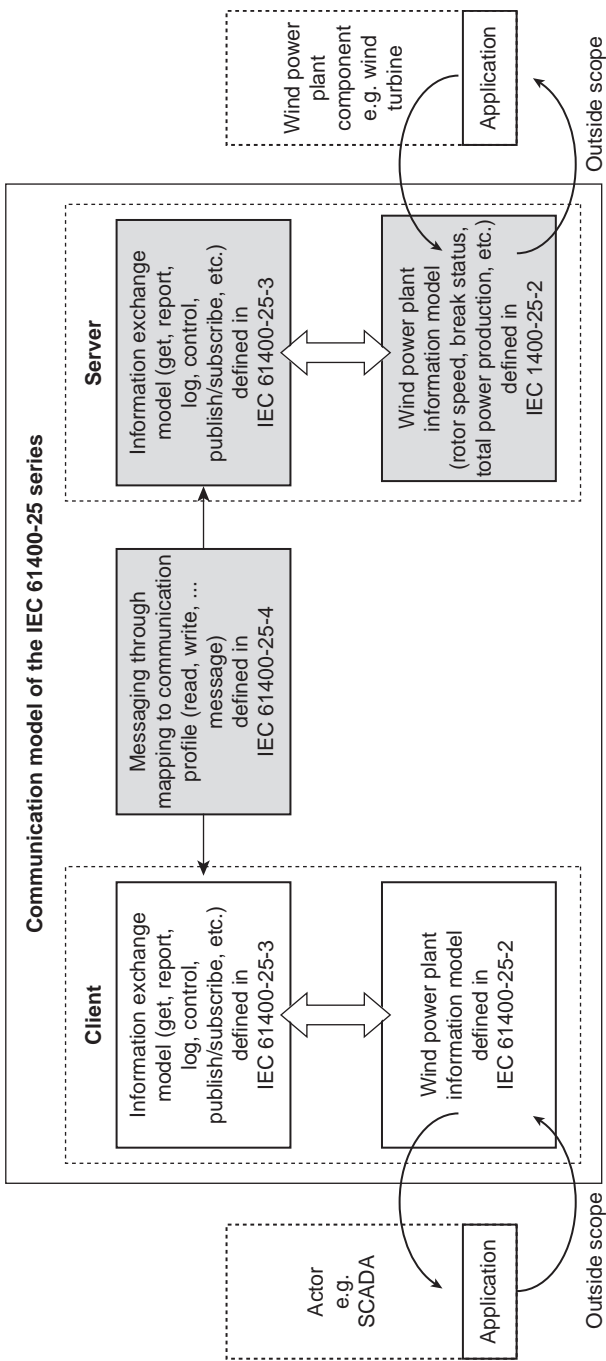 Communication model of the IEC 61400-25 series
Actor
e.g.
SCADA
Application
Outside scope
Client
Information exchange
model (get, report,
log, control,
publish/subscribe, etc.)
defined in
IEC 61400-25-3
Wind power plant
information model
defined in
IEC 61400-25-2
Messaging through
mapping to communication
profile (read, write, ...
message)
defined in
IEC 61400-25-4
Server
Information exchange
model (get, report,
log, control,
publish/subscribe, etc.)
defined in
IEC 61400-25-3
Wind power plant
information model
(rotor speed, break status,
total power production, etc.)
defined in
IEC 1400-25-2
Wind power
plant
component
e.g. wind
turbine
Application
Outside scope